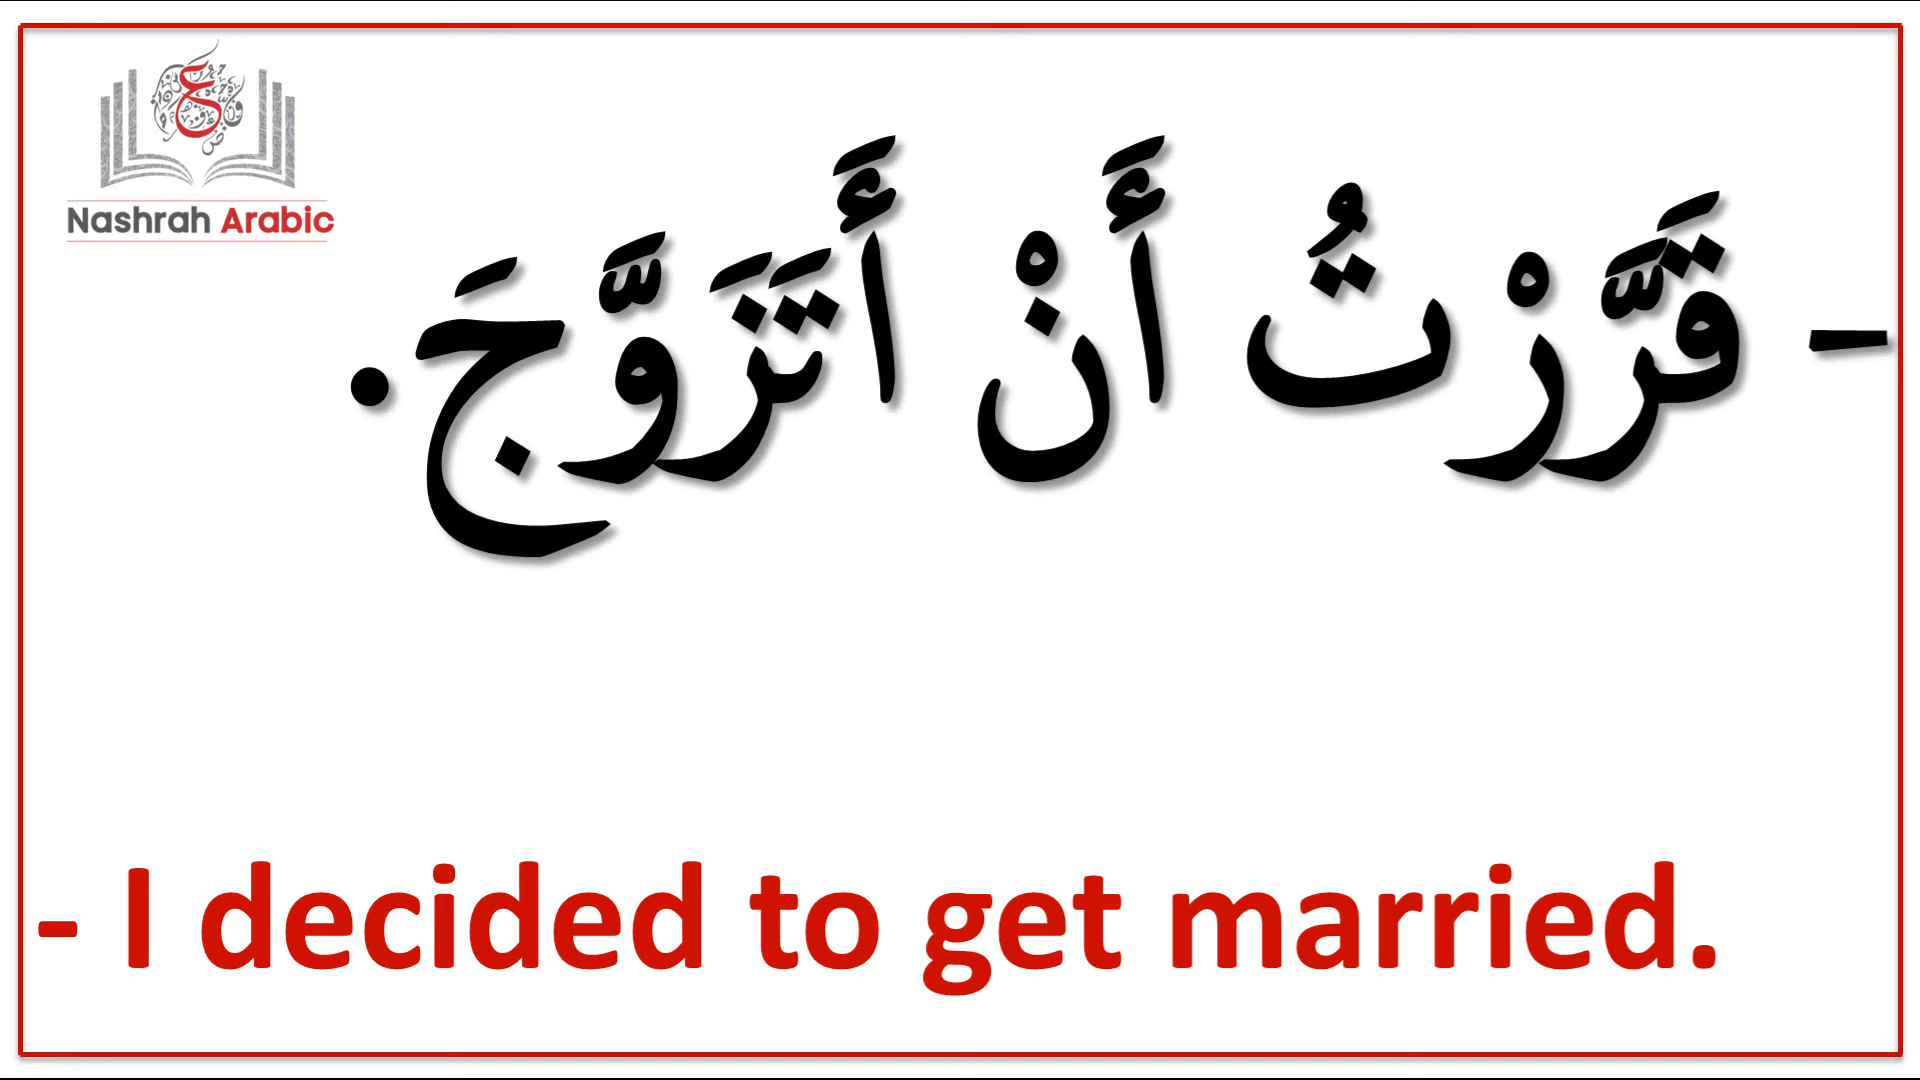 Nashrah Arabic
- قَرَّرْتُ أَنْ أَتَزَوَّجَ.
- I decided to get married.